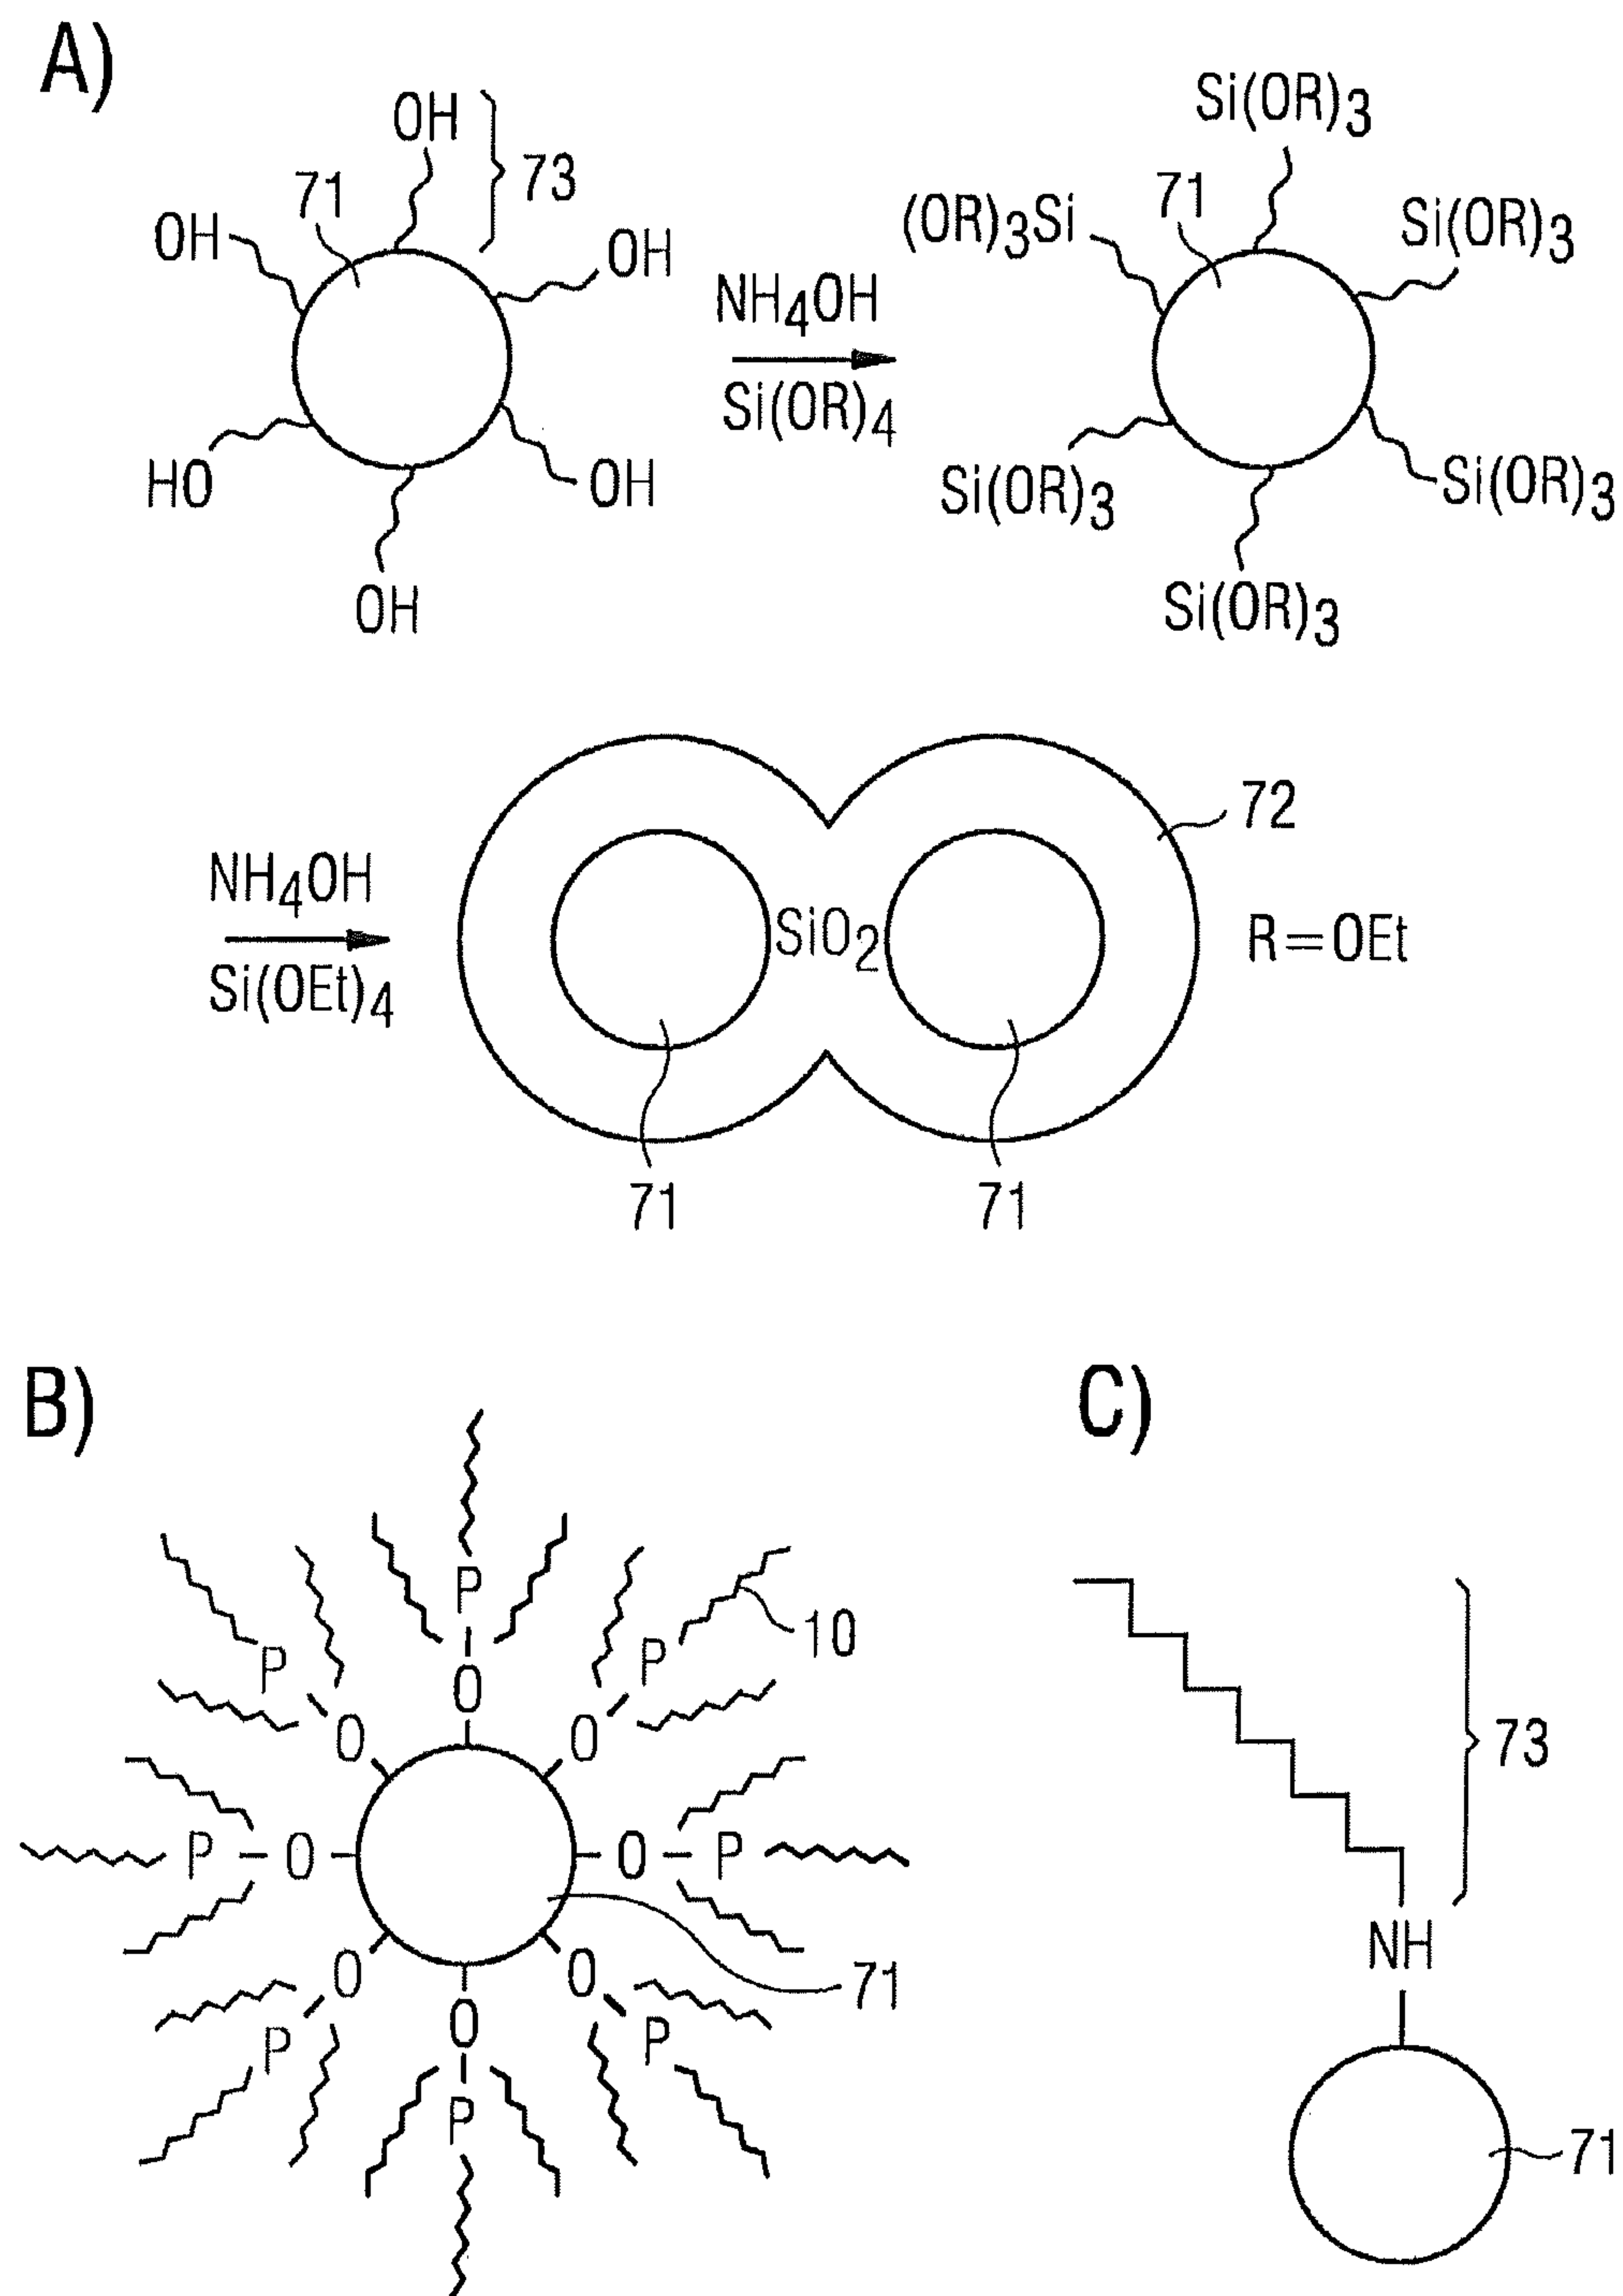 A)
OH
73
71
OH
OH
HO
OH
OH
NH4OH
Si(OR)4
Si(OR)3
71
(OR)3Si
Si(OR)3
Si(OR)3
Si(OR)3
Si(OR)3
NH4OH
Si(OEt)4
SiO2
72
R=OEt
71
71
B)
P
O
P
O
P
O
10
P
O
O
P
O
P
O
P
O
P
71
C)
73
NH
71